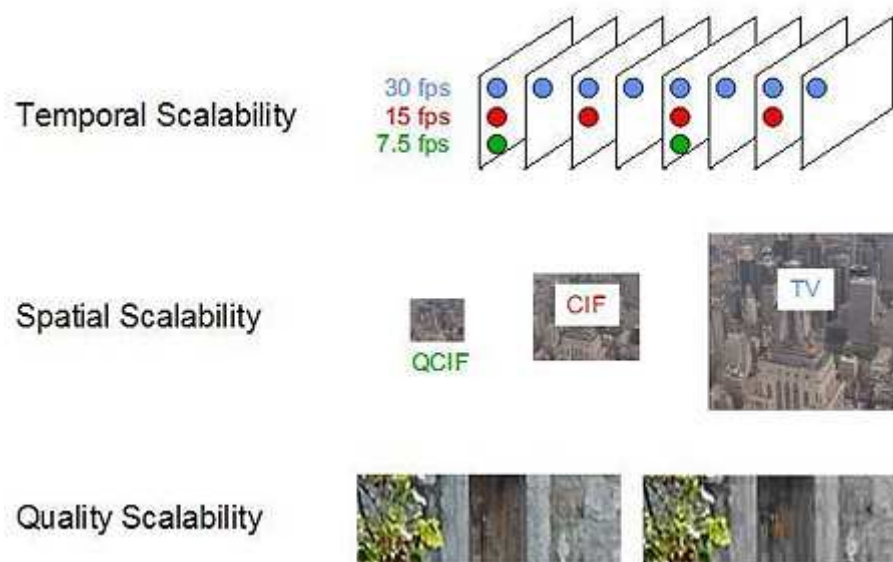 30 fps
Temporal Scalability
15 fps
7.5 fps
Spatial Scalability
QCIF
CIF
TV
Quality Scalability